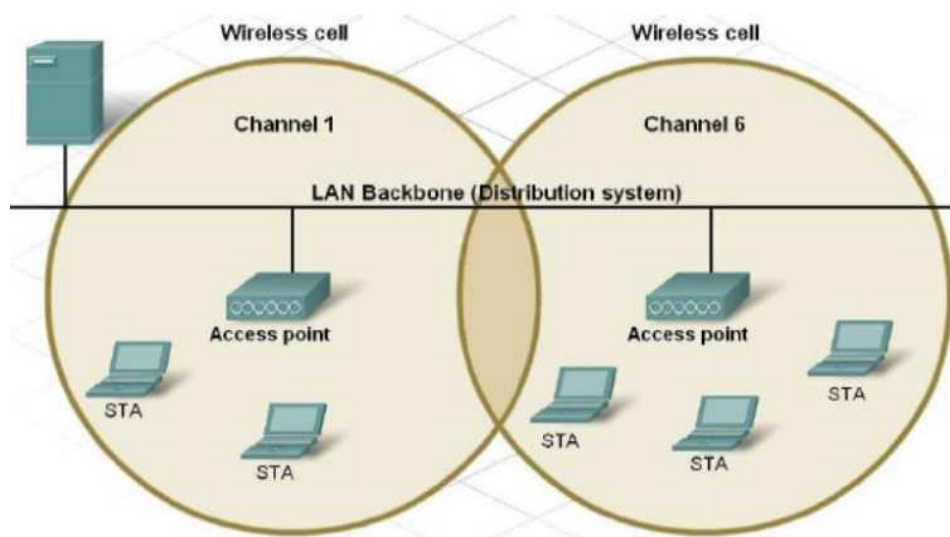 Wireless cell
Wireless cell
Channel 1
Channel 6
LAN Backbone (Distribution system)
Access point
Access point
STA
STA
STA
STA
STA